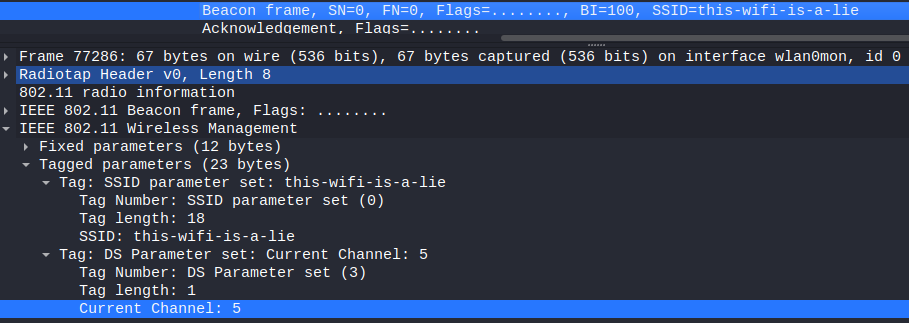 Beacon frame, SN=0, FN=0, Flags=........, BI=100, SSID=this-wifi-is-a-lie
Acknowledgement, Flags=........
Frame 77286: 67 bytes on wire (536 bits), 67 bytes captured (536 bits) on interface wlan0mon, id 0
Radiotap Header v0, Length 8
802.11 radio information
IEEE 802.11 Beacon frame, Flags: ........
IEEE 802.11 Wireless Management
Fixed parameters (12 bytes)
Tagged parameters (23 bytes)
Tag: SSID parameter set: this-wifi-is-a-lie
Tag Number: SSID parameter set (0)
Tag length: 18
SSID: this-wifi-is-a-lie
Tag: DS Parameter set: Current Channel: 5
Tag Number: DS Parameter set (3)
Tag length: 1
Current Channel: 5